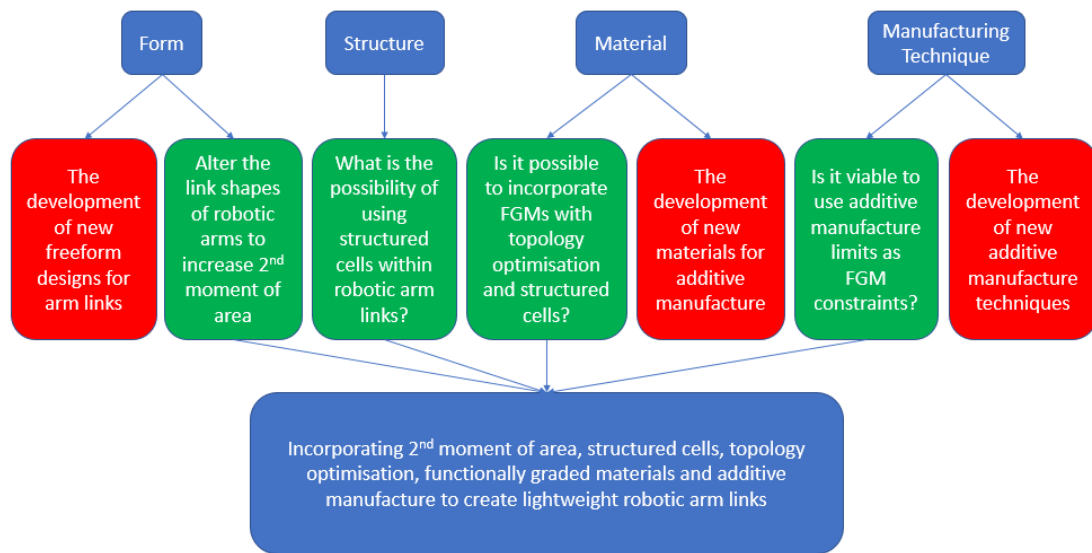 Form
Structure
Material
Manufacturing
Technique
The
development
of new
freeform
designs for
arm links
Alter the
link shapes
of robotic
arms to
increase 2nd
moment of
area
What is the
possibility of
using
structured
cells within
robotic arm
links?
Is it possible
to incorporate
FGMs with
topology
optimisation
and structured
cells?
The
development
of new
materials for
additive
manufacture
Is it viable to
use additive
manufacture
limits as
FGM
constraints?
The
development
of new
additive
manufacture
techniques
Incorporating 2nd moment of area, structured cells, topology
optimisation, functionally graded materials and additive
manufacture to create lightweight robotic arm links